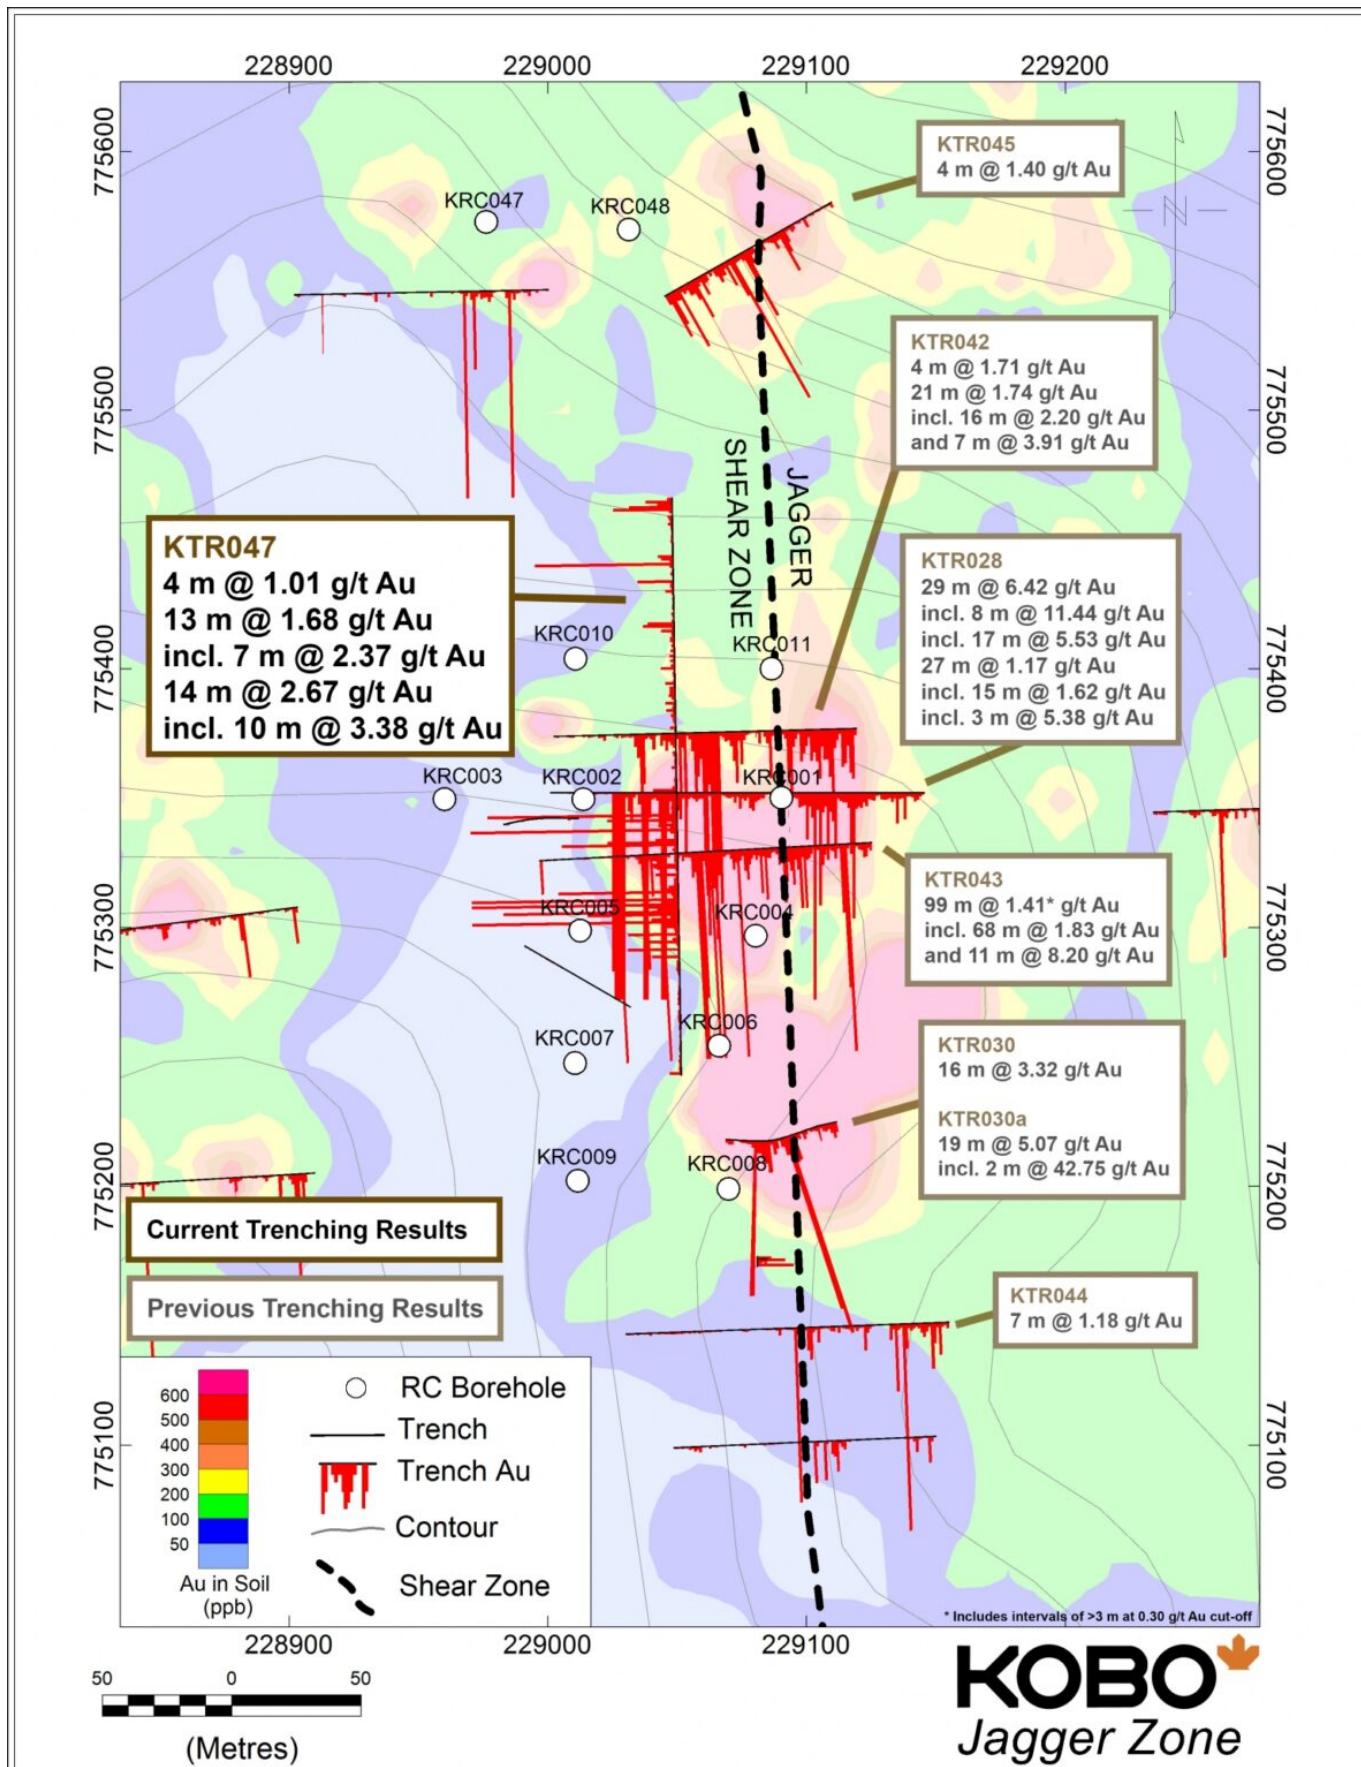 228900
229000
229100
229200
775600
775500
775400
775300
775200
775100
775600
775500
775400
775300
775200
775100
N
KTR045
4 m @ 1.40 g/t Au
KRC047
KRC048
KTR042
4 m @ 1.71 g/t Au
21 m @ 1.74 g/t Au
incl. 16 m @ 2.20 g/t Au
and 7 m @ 3.91 g/t Au
JAGGER
SHEAR ZONE
KTR047
4 m @ 1.01 g/t Au
13 m @ 1.68 g/t Au
incl. 7 m @ 2.37 g/t Au
14 m @ 2.67 g/t Au
incl. 10 m @ 3.38 g/t Au
KTR028
29 m @ 6.42 g/t Au
incl. 8 m @ 11.44 g/t Au
incl. 17 m @ 5.53 g/t Au
27 m @ 1.17 g/t Au
incl. 15 m @ 1.62 g/t Au
incl. 3 m @ 5.38 g/t Au
KRC010
KRC011
KRC003
KRC002
KRC001
KTR043
99 m @ 1.41* g/t Au
incl. 68 m @ 1.83 g/t Au
and 11 m @ 8.20 g/t Au
KRC005
KRC004
KRC007
KRC006
KTR030
16 m @ 3.32 g/t Au
KTR030a
19 m @ 5.07 g/t Au
incl. 2 m @ 42.75 g/t Au
KRC009
KRC008
Current Trenching Results
Previous Trenching Results
KTR044
7 m @ 1.18 g/t Au
600
500
400
300
200
100
50
Au in Soil
(ppb)
RC Borehole
Trench
Trench Au
Contour
Shear Zone
* Includes intervals of >3 m at 0.30 g/t Au cut-off
228900
229000
229100
50
0
50
(Metres)
KOBO
Jagger Zone